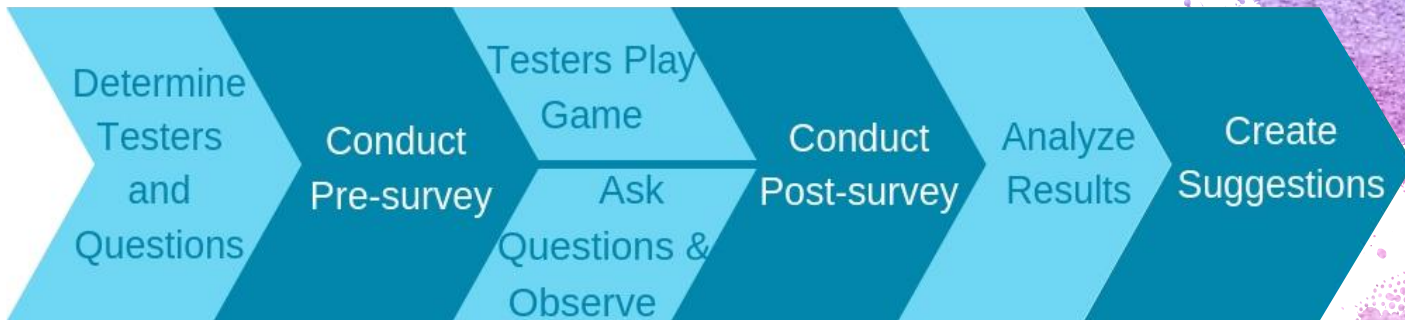 Determine
Testers
and
Questions
Conduct
Pre-survey
Testers Play
Game
Ask
Questions &
Observe
Conduct
Post-survey
Analyze
Results
Create
Suggestions